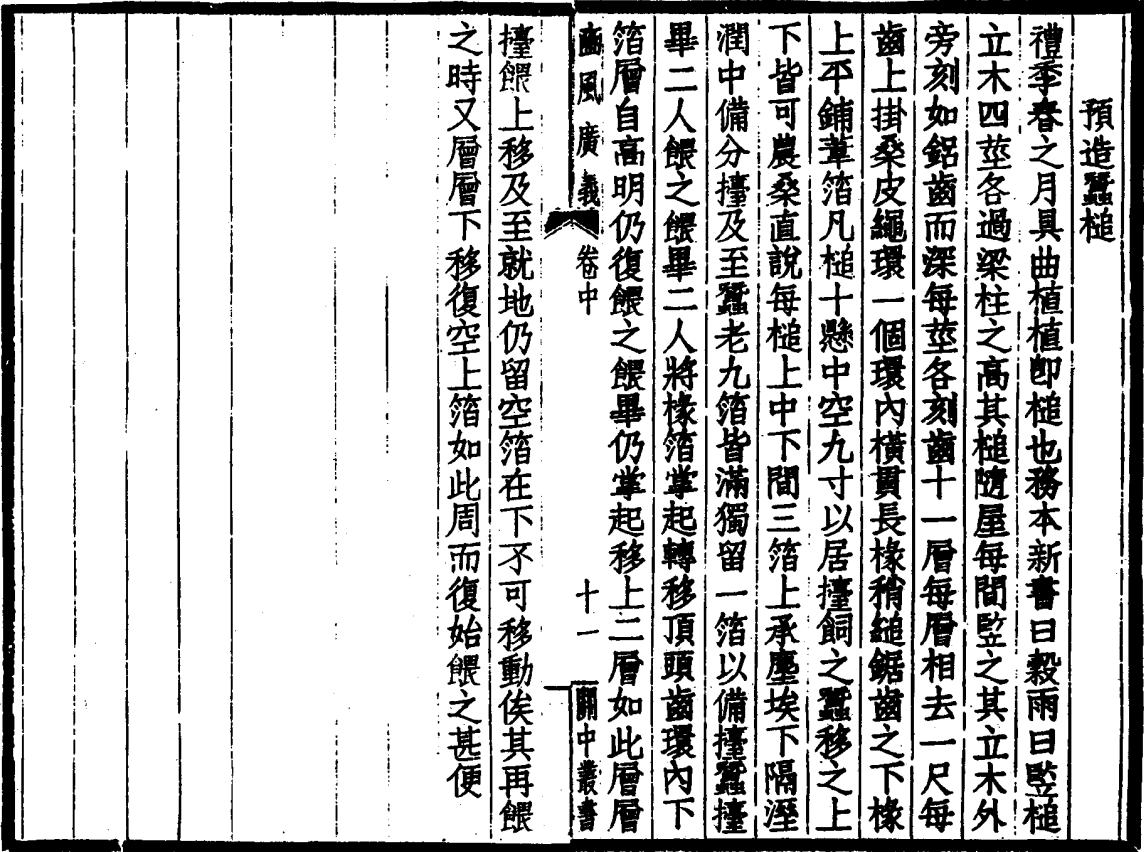 預造蠶槌
禮季春之月具曲植植卽槌也務本新書曰穀雨日竪槌
立木四莖各過梁柱之高其槌隨屋每間竪之其立木外
旁刻如鋸齒而深每莖各刻齒十一層每層相去一尺每
齒上掛桑皮繩環一個環內橫貫長椽稍縋鋸齒之下椽
上平鋪葦箔凡槌十懸中空九寸以居擡飼之蠶移之上
下皆可農桑直說每槌上中下間三箔上承塵埃下隔溼
潤中備分擡及至蠶老九箔皆滿獨留一箔以備擡蠶擡
畢二人餵之餵畢二人將椽箔掌起轉移頂頭齒環內下
箔層自高明仍復餵之餵畢仍掌起移上二層如此層層
豳風廣義 卷中 十一 關中叢書
擡餵上移及至就地仍留空箔在下不可移動俟其再餵
之時又層層下移復空上箔如此周而復始餵之甚便